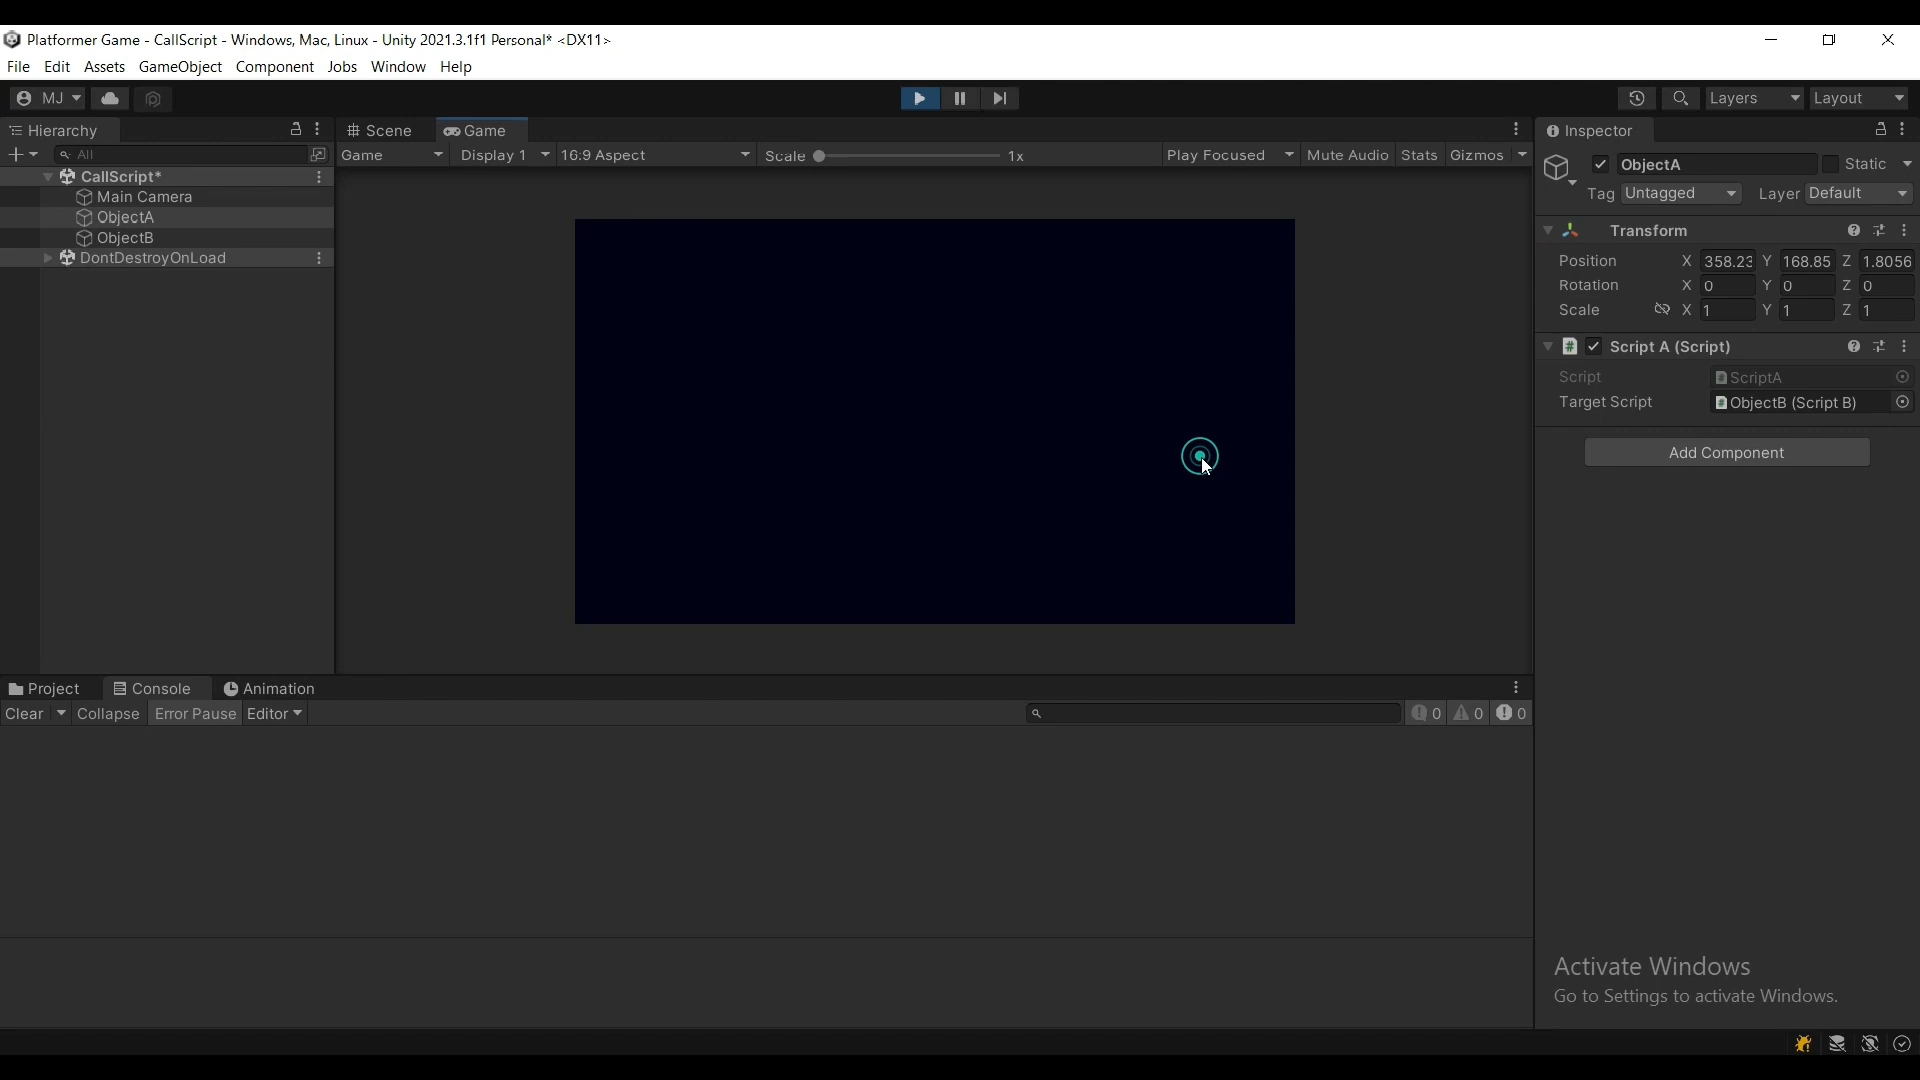 Platformer Game - CallScript - Windows, Mac, Linux - Unity 2021.3.1f1 Personal* <DX11>
File Edit Assets GameObject Component Jobs Window Help
MJ Layers Layout
Hierarchy Scene Game Inspector
All Game Display 1 16:9 Aspect Scale 1x Play Focused Mute Audio Stats Gizmos
ObjectA Static
CallScript*
Tag Untagged Layer Default
Main Camera
ObjectA
ObjectB
Transform
DontDestroyOnLoad
Position X 358.23 Y 168.85 Z 1.8056
Rotation X 0 Y 0 Z 0
Scale X 1 Y 1 Z 1
Script A (Script)
Script ScriptA
Target Script ObjectB (Script B)
Add Component
Project Console Animation
Clear Collapse Error Pause Editor 0 0 0
Activate Windows
Go to Settings to activate Windows.